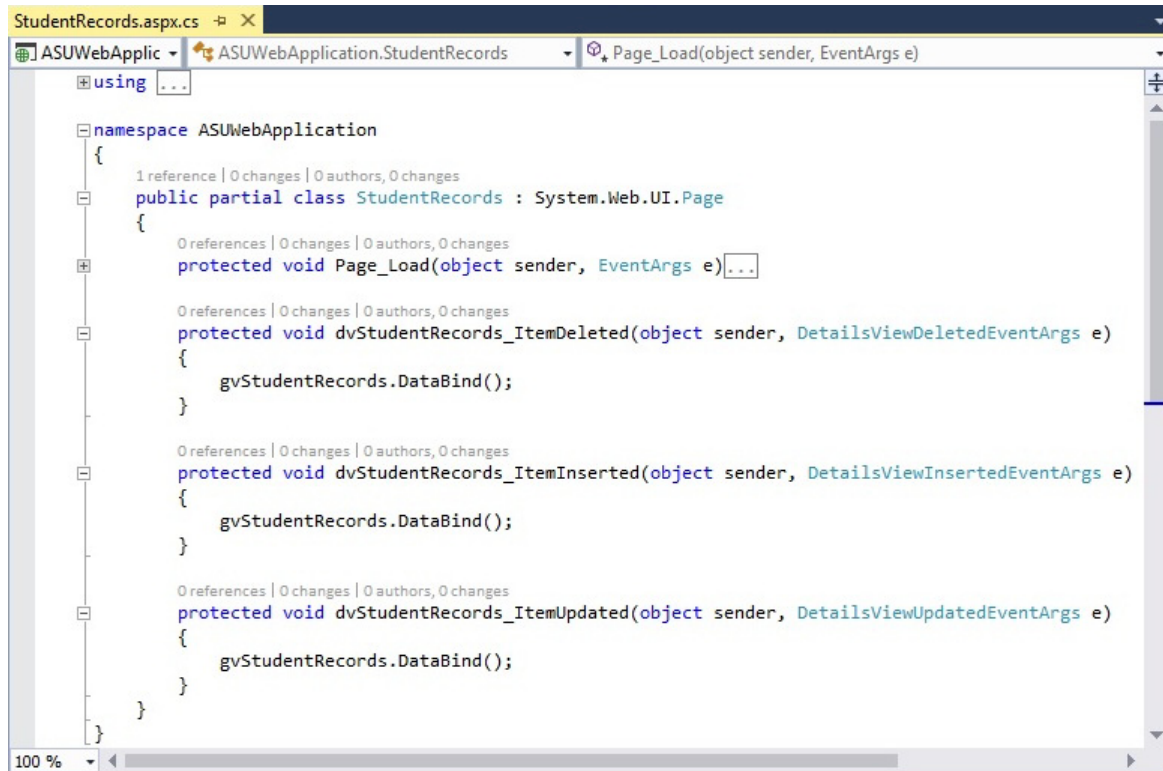 StudentRecords.aspx.cs
ASUWebApplic ASUWebApplication.StudentRecords Page_Load(object sender, EventArgs e)
using ...
namespace ASUWebApplication
{
1 reference | 0 changes | 0 authors, 0 changes
public partial class StudentRecords : System.Web.UI.Page
{
0 references | 0 changes | 0 authors, 0 changes
protected void Page_Load(object sender, EventArgs e)...
0 references | 0 changes | 0 authors, 0 changes
protected void dvStudentRecords_ItemDeleted(object sender, DetailsViewDeletedEventArgs e)
{
gvStudentRecords.DataBind();
}
0 references | 0 changes | 0 authors, 0 changes
protected void dvStudentRecords_ItemInserted(object sender, DetailsViewInsertedEventArgs e)
{
gvStudentRecords.DataBind();
}
0 references | 0 changes | 0 authors, 0 changes
protected void dvStudentRecords_ItemUpdated(object sender, DetailsViewUpdatedEventArgs e)
{
gvStudentRecords.DataBind();
}
}
}
100 %